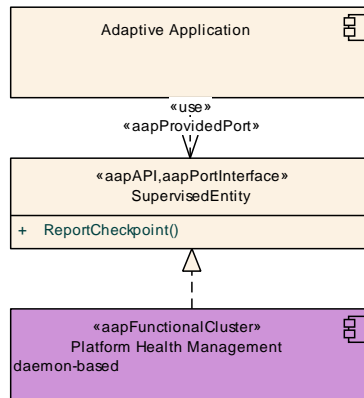 Adaptive Application
«use»
«aapProvidedPort»
«aapAPI,aapPortInterface»
SupervisedEntity
+ ReportCheckpoint()
«aapFunctionalCluster»
Platform Health Management
daemon-based